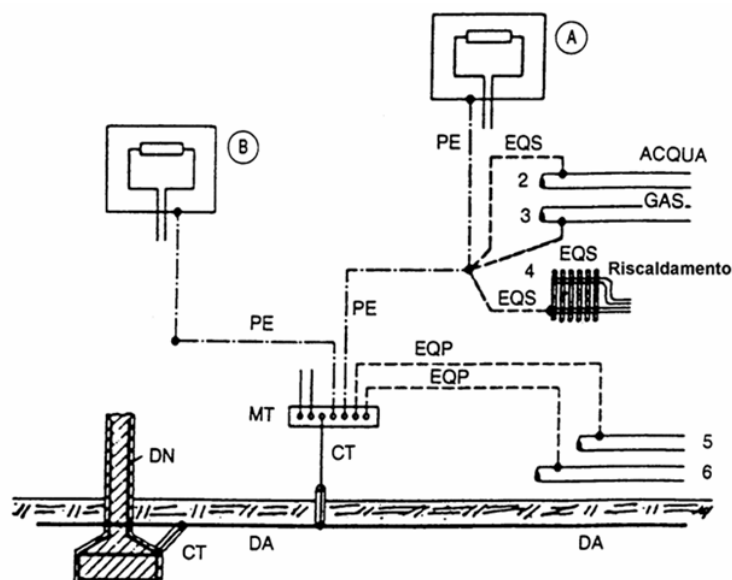 A
B
PE
EQS
ACQUA
2
3
GAS
EQS
4
Riscaldamento
EQS
PE
PE
EQP
EQP
MT
CT
5
6
DN
CT
DA
DA